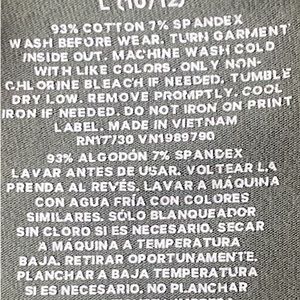 L (10/12)
93% COTTON 7% SPANDEX
WASH BEFORE WEAR. TURN GARMENT
INSIDE OUT. MACHINE WASH COLD
WITH LIKE COLORS. ONLY NON-
CHLORINE BLEACH IF NEEDED. TUMBLE
DRY LOW. REMOVE PROMPTLY. COOL
IRON IF NEEDED. DO NOT IRON ON PRINT
LABEL. MADE IN VIETNAM
RN17730 VN1989790
93% ALGODÓN 7% SPANDEX
LAVAR ANTES DE USAR. VOLTEAR LA
PRENDA AL REVÉS. LAVAR A MÁQUINA
CON AGUA FRÍA CON COLORES
SIMILARES. SÓLO BLANQUEADOR
SIN CLORO SI ES NECESARIO. SECAR
A MÁQUINA A TEMPERATURA
BAJA. RETIRAR OPORTUNAMENTE.
PLANCHAR A BAJA TEMPERATURA
SI ES NECESARIO. NO PLANCHAR